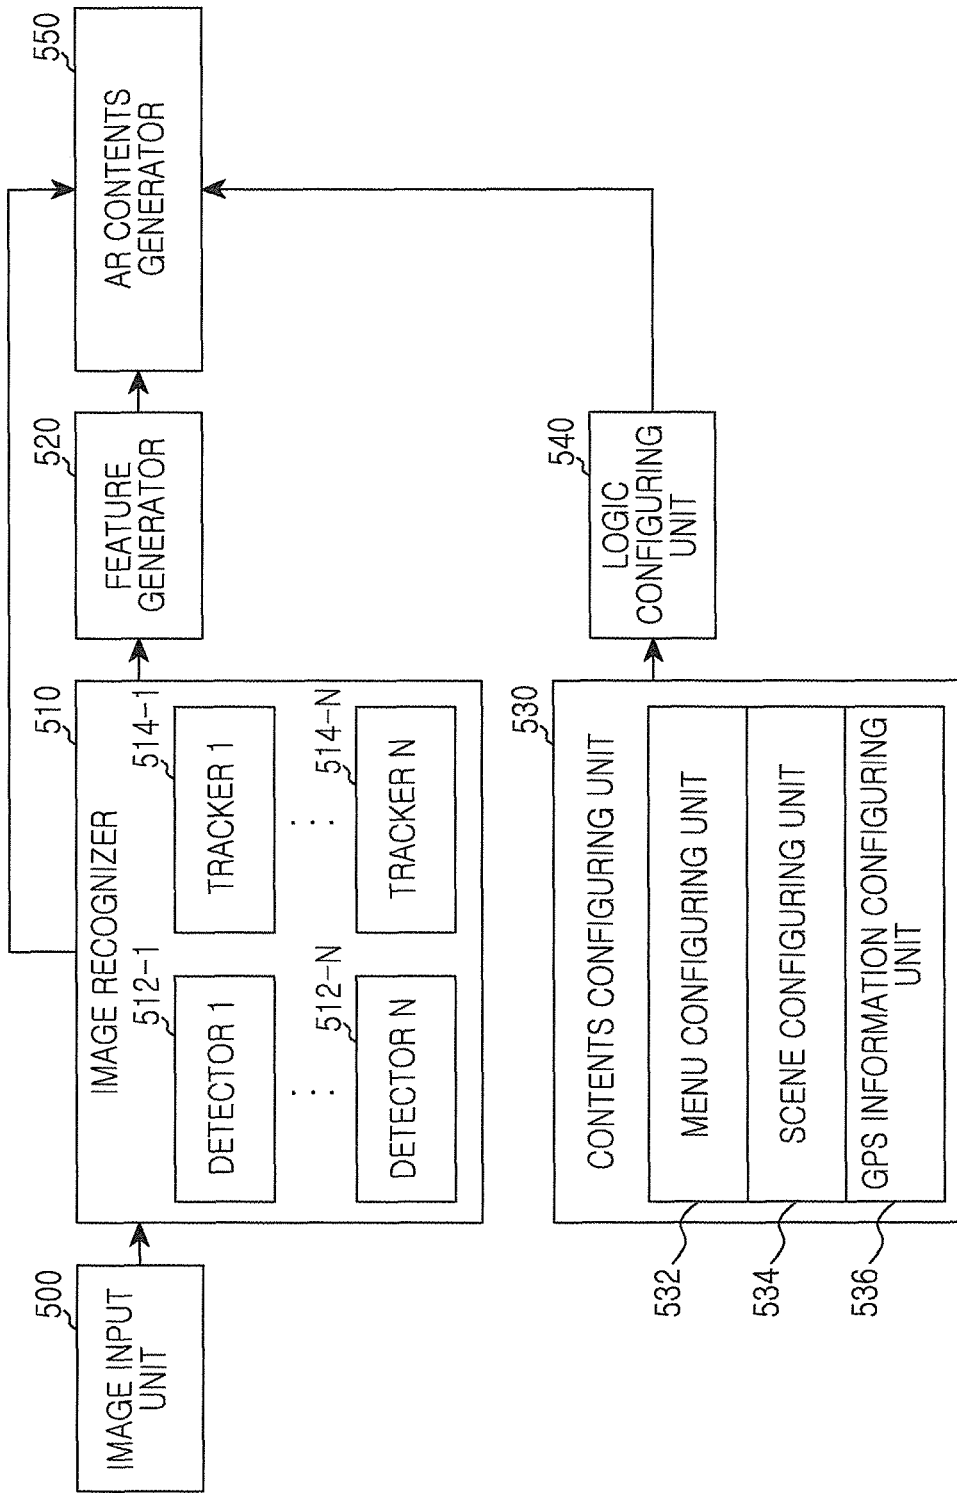 500
IMAGE INPUT
UNIT
510
IMAGE RECOGNIZER
512-1
DETECTOR 1
514-1
TRACKER 1
...
...
512-N
DETECTOR N
514-N
TRACKER N
520
FEATURE
GENERATOR
550
AR CONTENTS
GENERATOR
530
CONTENTS CONFIGURING UNIT
532
MENU CONFIGURING UNIT
534
SCENE CONFIGURING UNIT
536
GPS INFORMATION CONFIGURING
UNIT
540
LOGIC
CONFIGURING
UNIT